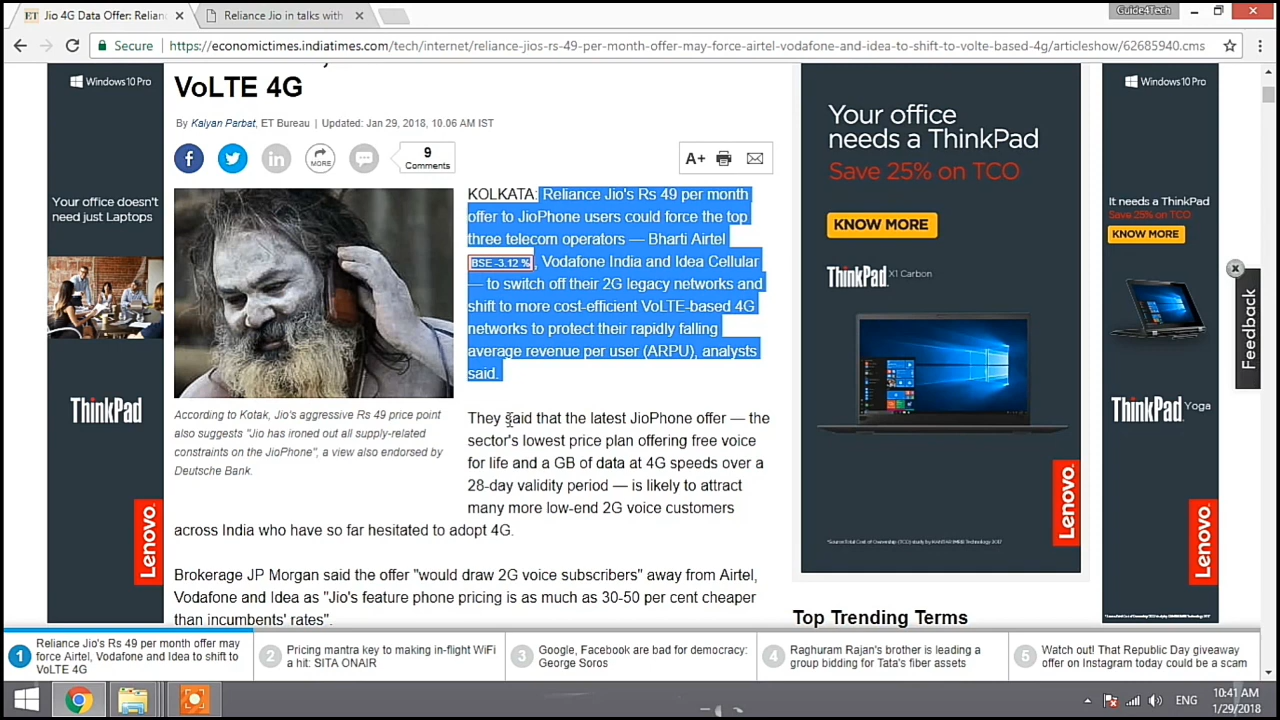 Jio 4G Data Offer: Relian
Reliance Jio in talks with
Guide4Tech
Secure
https://economictimes.indiatimes.com/tech/internet/reliance-jios-rs-49-per-month-offer-may-force-airtel-vodafone-and-idea-to-shift-to-volte-based-4g/articleshow/62685940.cms
Windows 10 Pro
Your office doesn't
need just Laptops
ThinkPad
Lenovo
VoLTE 4G
By Kalyan Parbat, ET Bureau | Updated: Jan 29, 2018, 10.06 AM IST
MORE
9
Comments
A+
According to Kotak, Jio's aggressive Rs 49 price point
also suggests "Jio has ironed out all supply-related
constraints on the JioPhone", a view also endorsed by
Deutsche Bank.
KOLKATA: Reliance Jio's Rs 49 per month
offer to JioPhone users could force the top
three telecom operators — Bharti Airtel
BSE -3.12 % , Vodafone India and Idea Cellular
— to switch off their 2G legacy networks and
shift to more cost-efficient VoLTE-based 4G
networks to protect their rapidly falling
average revenue per user (ARPU), analysts
said.
They said that the latest JioPhone offer — the
sector's lowest price plan offering free voice
for life and a GB of data at 4G speeds over a
28-day validity period — is likely to attract
many more low-end 2G voice customers
across India who have so far hesitated to adopt 4G.
Brokerage JP Morgan said the offer "would draw 2G voice subscribers" away from Airtel,
Vodafone and Idea as "Jio's feature phone pricing is as much as 30-50 per cent cheaper
than incumbents' rates".
Your office
needs a ThinkPad
Save 25% on TCO
KNOW MORE
ThinkPad X1 Carbon
Lenovo
Top Trending Terms
Windows 10 Pro
It needs a ThinkPad
Save 25% on TCO
KNOW MORE
ThinkPad Yoga
Lenovo
Feedback
1
Reliance Jio's Rs 49 per month offer may
force Airtel, Vodafone and Idea to shift to
VoLTE 4G
2
Pricing mantra key to making in-flight WiFi
a hit: SITA ONAIR
3
Google, Facebook are bad for democracy:
George Soros
4
Raghuram Rajan's brother is leading a
group bidding for Tata's fiber assets
5
Watch out! That Republic Day giveaway
offer on Instagram today could be a scam
ENG
10:41 AM
1/29/2018